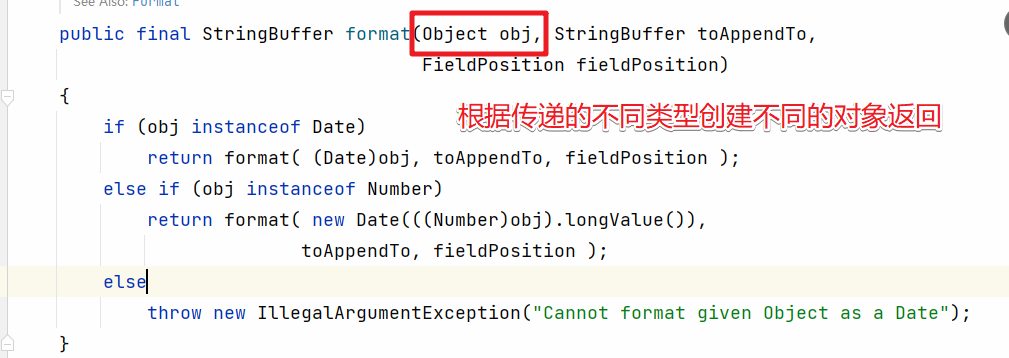 See Also: Format
public final StringBuffer format(Object obj, StringBuffer toAppendTo,
FieldPosition fieldPosition)
{
根据传递的不同类型创建不同的对象返回
if (obj instanceof Date)
return format( (Date)obj, toAppendTo, fieldPosition );
else if (obj instanceof Number)
return format( new Date(((Number)obj).longValue()),
toAppendTo, fieldPosition );
else
throw new IllegalArgumentException("Cannot format given Object as a Date");
}